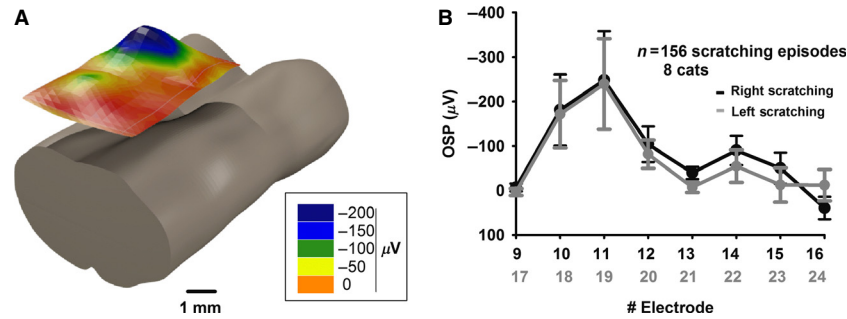 A
−200
−150
−100
−50
0
μV
1 mm
B
−400
−300
−200
−100
0
100
OSP (μV)
n=156 scratching episodes
8 cats
Right scratching
Left scratching
9 10 11 12 13 14 15 16
17 18 19 20 21 22 23 24
# Electrode